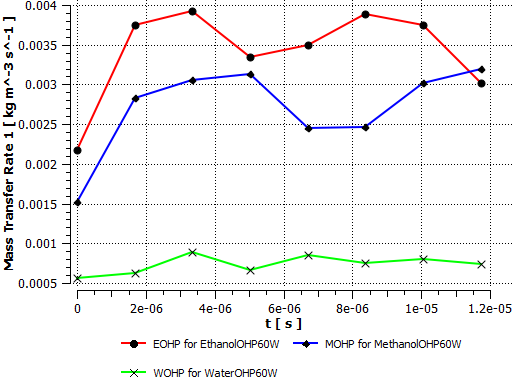 0.004
0.0035
0.003
0.0025
0.002
0.0015
0.001
0.0005
Mass Transfer Rate 1 [ kg m^-3 s^-1 ]
0 2e-06 4e-06 6e-06 8e-06 1e-05 1.2e-05
t [ s ]
EOHP for EthanolOHP60W MOHP for MethanolOHP60W
WOHP for WaterOHP60W